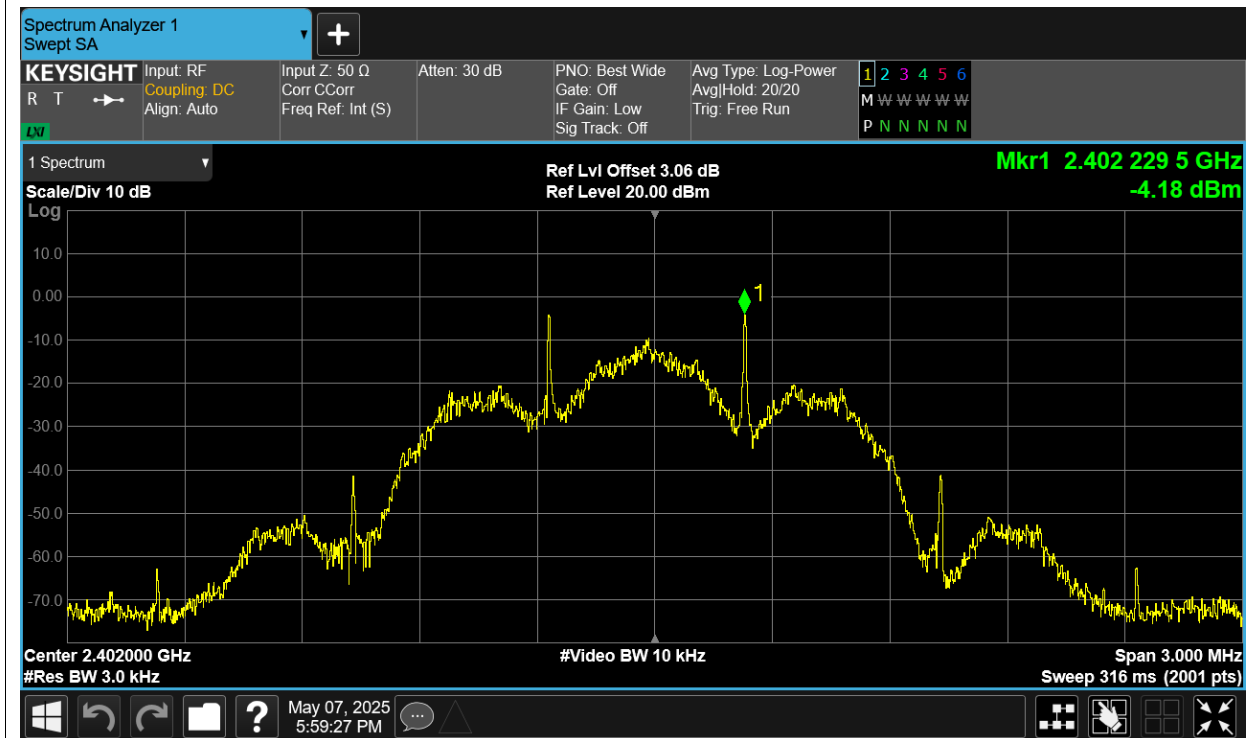 Spectrum Analyzer 1
Swept SA
+
KEYSIGHT
R T
LXI
Input: RF
Coupling: DC
Align: Auto
Input Z: 50 Ω
Corr CCorr
Freq Ref: Int (S)
Atten: 30 dB
PNO: Best Wide
Gate: Off
IF Gain: Low
Sig Track: Off
Avg Type: Log-Power
Avg|Hold: 20/20
Trig: Free Run
1 2 3 4 5 6
M W W W W W
P N N N N N
1 Spectrum
Scale/Div 10 dB
Log
Ref Lvl Offset 3.06 dB
Ref Level 20.00 dBm
Mkr1 2.402 229 5 GHz
-4.18 dBm
1
10.0
0.00
-10.0
-20.0
-30.0
-40.0
-50.0
-60.0
-70.0
Center 2.402000 GHz
#Res BW 3.0 kHz
#Video BW 10 kHz
Span 3.000 MHz
Sweep 316 ms (2001 pts)
?
May 07, 2025
5:59:27 PM